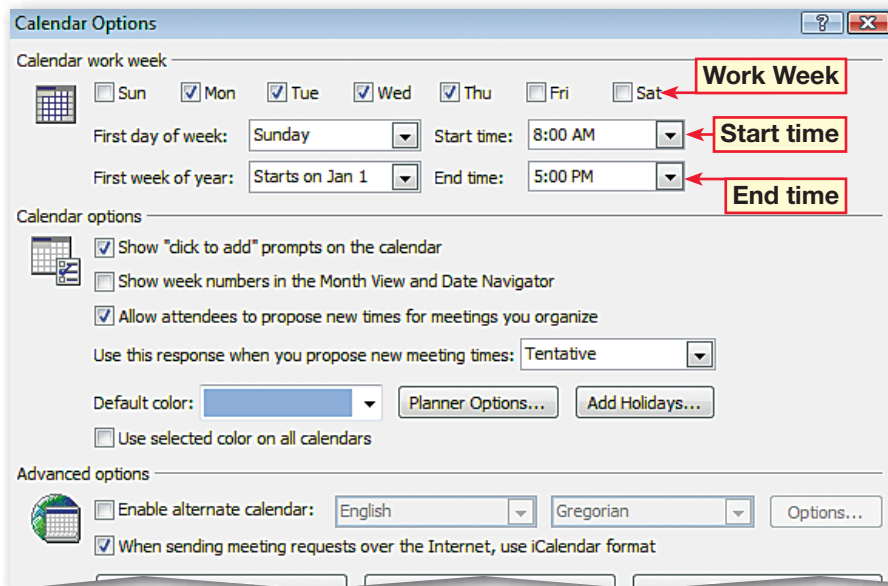 Calendar Options
Calendar work week
Sun Mon Tue Wed Thu Fri Sat Work Week
First day of week: Sunday Start time: 8:00 AM Start time
First week of year: Starts on Jan 1 End time: 5:00 PM End time
Calendar options
Show "click to add" prompts on the calendar
Show week numbers in the Month View and Date Navigator
Allow attendees to propose new times for meetings you organize
Use this response when you propose new meeting times: Tentative
Default color: Planner Options... Add Holidays...
Use selected color on all calendars
Advanced options
Enable alternate calendar: English Gregorian Options...
When sending meeting requests over the Internet, use iCalendar format